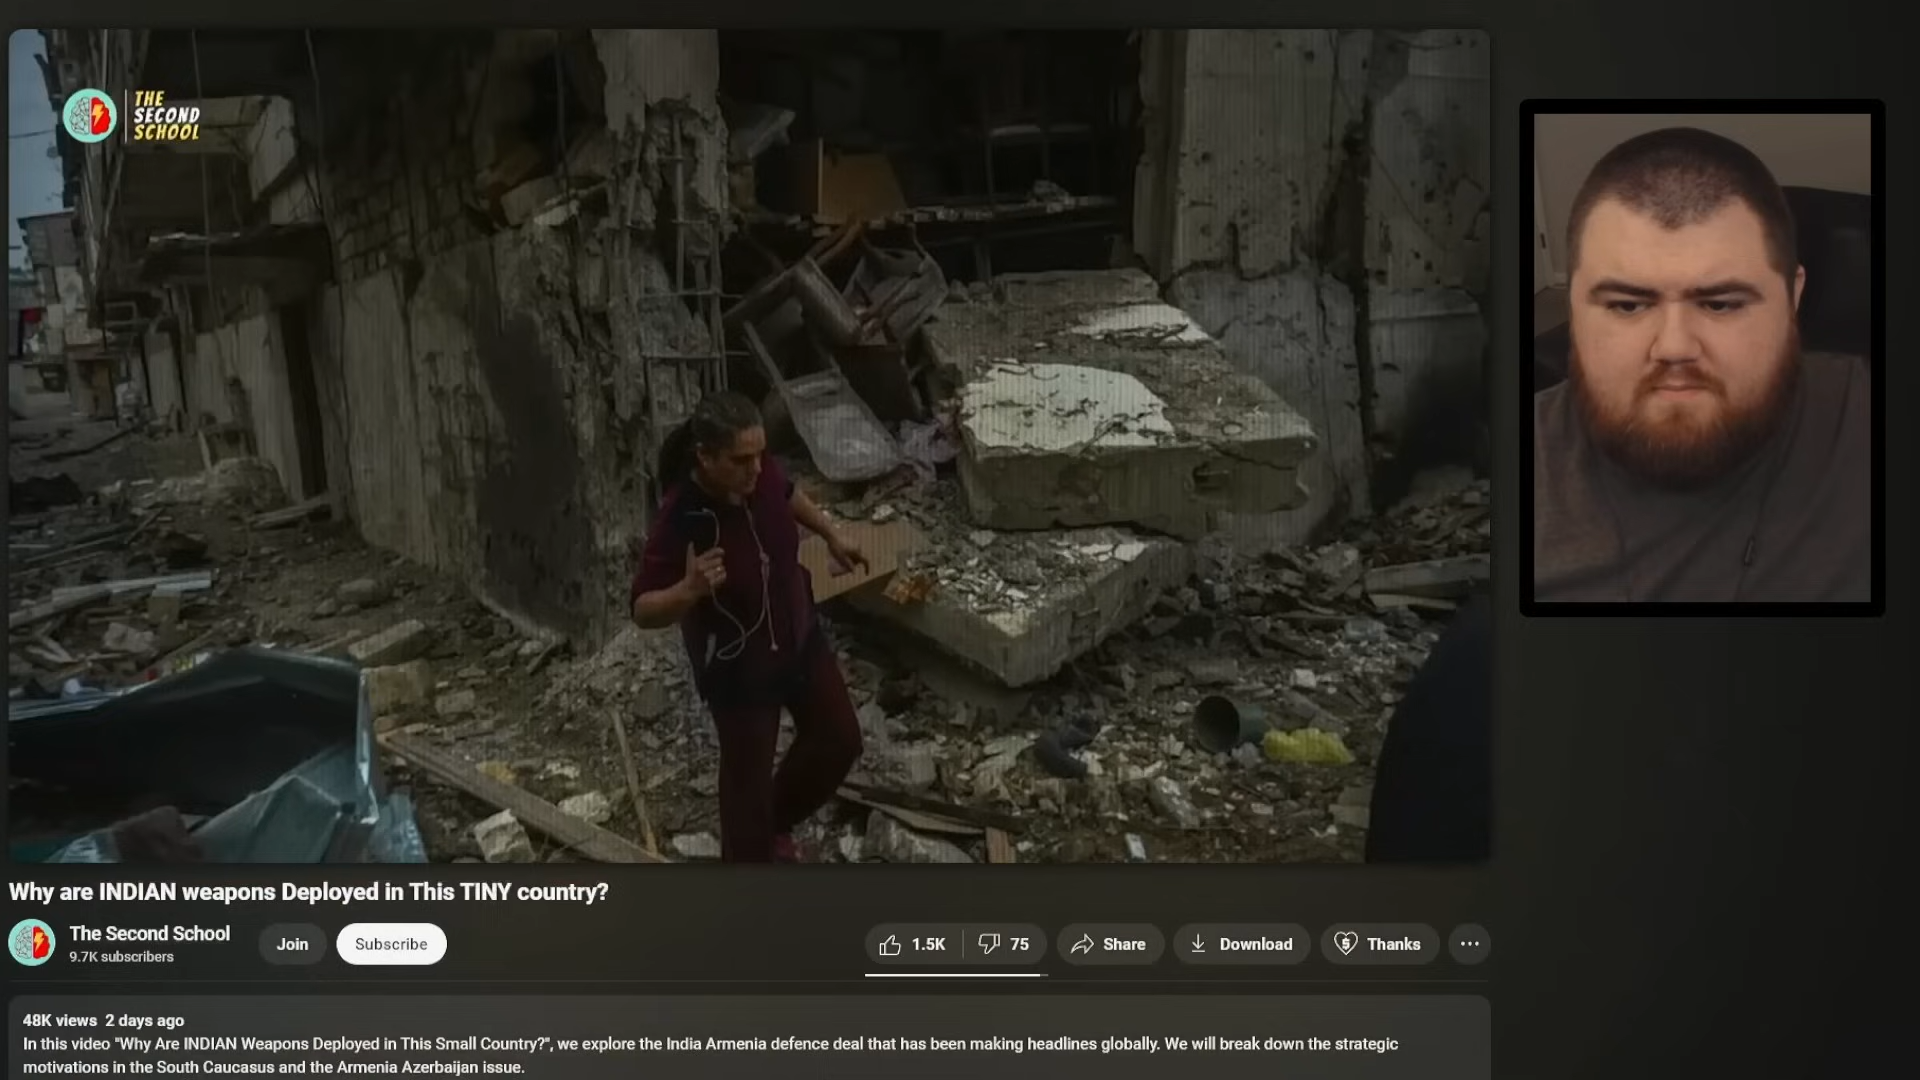 THE
SECOND
SCHOOL
Why are INDIAN weapons Deployed in This TINY country?
The Second School
9.7K subscribers
Join
Subscribe
1.5K
75
Share
Download
Thanks
48K views 2 days ago
In this video "Why Are INDIAN Weapons Deployed in This Small Country?", we explore the India Armenia defence deal that has been making headlines globally. We will break down the strategic
motivations in the South Caucasus and the Armenia Azerbaijan issue.